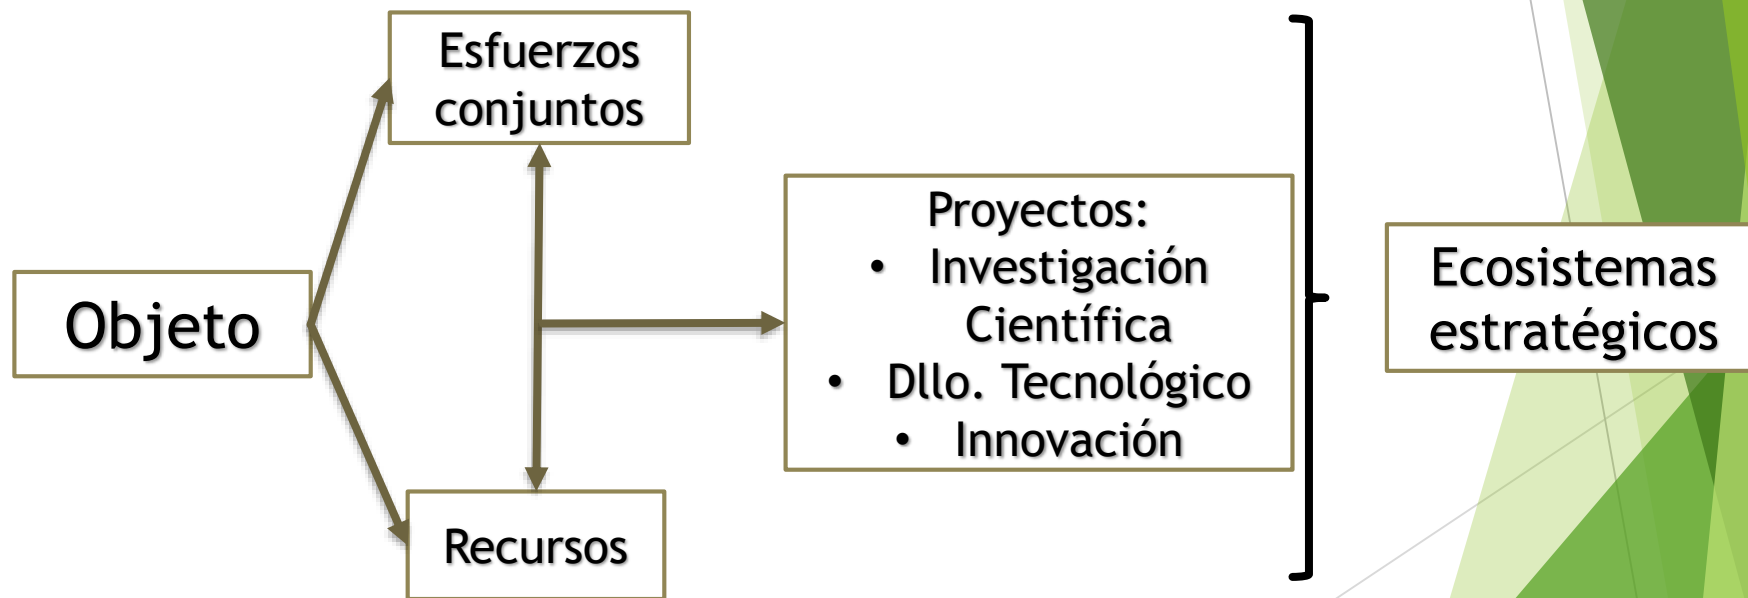 Esfuerzos
conjuntos
Objeto
Recursos
Proyectos:
• Investigación
Científica
• Dllo. Tecnológico
• Innovación
Ecosistemas
estratégicos